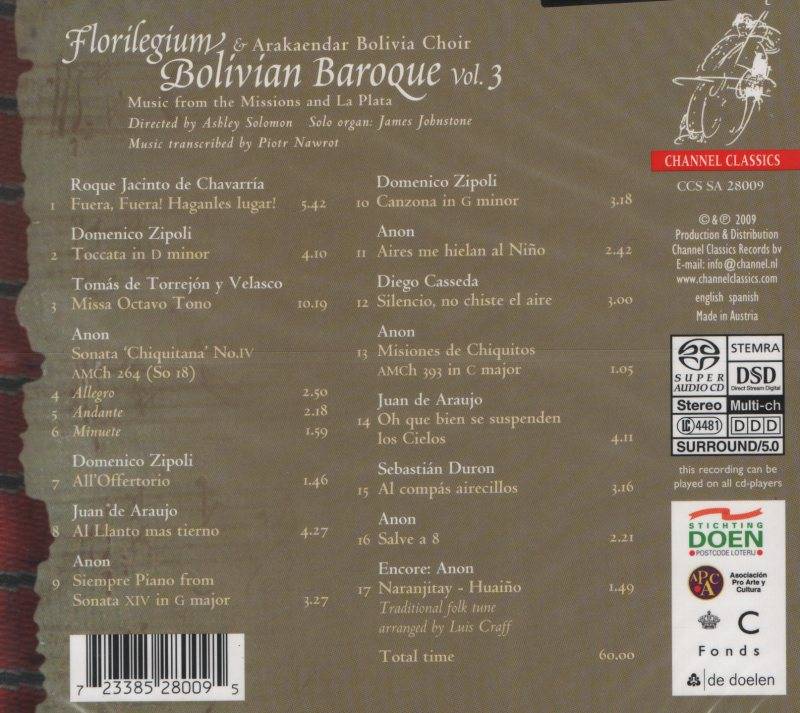 Florilegium & Arakaendar Bolivia Choir
Bolivian Baroque Vol. 3
Music from the Missions and La Plata
Directed by Ashley Solomon Solo organ: James Johnstone
Music transcribed by Piotr Nawrot
Roque Jacinto de Chavarría
1 Fuera, Fuera! Haganles lugar! 5.42
Domenico Zipoli
2 Toccata in D minor 4.10
Tomás de Torrejón y Velasco
3 Missa Octavo Tono 10.19
Anon
Sonata 'Chiquitana' No.IV
AMCh 264 (So 18)
4 Allegro 2.50
5 Andante 2.18
6 Minuete 1.59
Domenico Zipoli
7 All'Offertorio 1.46
Juan de Araujo
8 Al Llanto mas tierno 4.27
Anon
9 Siempre Piano from
Sonata XIV in G major 3.27
Domenico Zipoli
10 Canzona in G minor 3.18
Anon
11 Aires me hielan al Niño 2.42
Diego Casseda
12 Silencio, no chiste el aire 3.00
Anon
13 Misiones de Chiquitos
AMCh 393 in C major 1.05
Juan de Araujo
14 Oh que bien se suspenden
los Cielos 4.11
Sebastián Duron
15 Al compás airecillos 3.16
Anon
16 Salve a 8 2.21
Encore: Anon
17 Naranjitay - Huaiño 1.49
Traditional folk tune
arranged by Luis Craff
Total time 60.00
7 23385 28009 5
CHANNEL CLASSICS
CCS SA 28009
©&℗ 2009
Production & Distribution
Channel Classics Records bv
E-mail: info@channel.nl
www.channelclassics.com
english spanish
Made in Austria
SUPER AUDIO CD
STEMRA
DSD
Direct Stream Digital
Stereo Multi-ch
LC 4481 DDD
SURROUND/5.0
this recording can be
played on all cd-players
STICHTING
DOEN
POSTCODE LOTERIJ
APCA
Asociación
Pro Arte y
Cultura
C
Fonds
de doelen